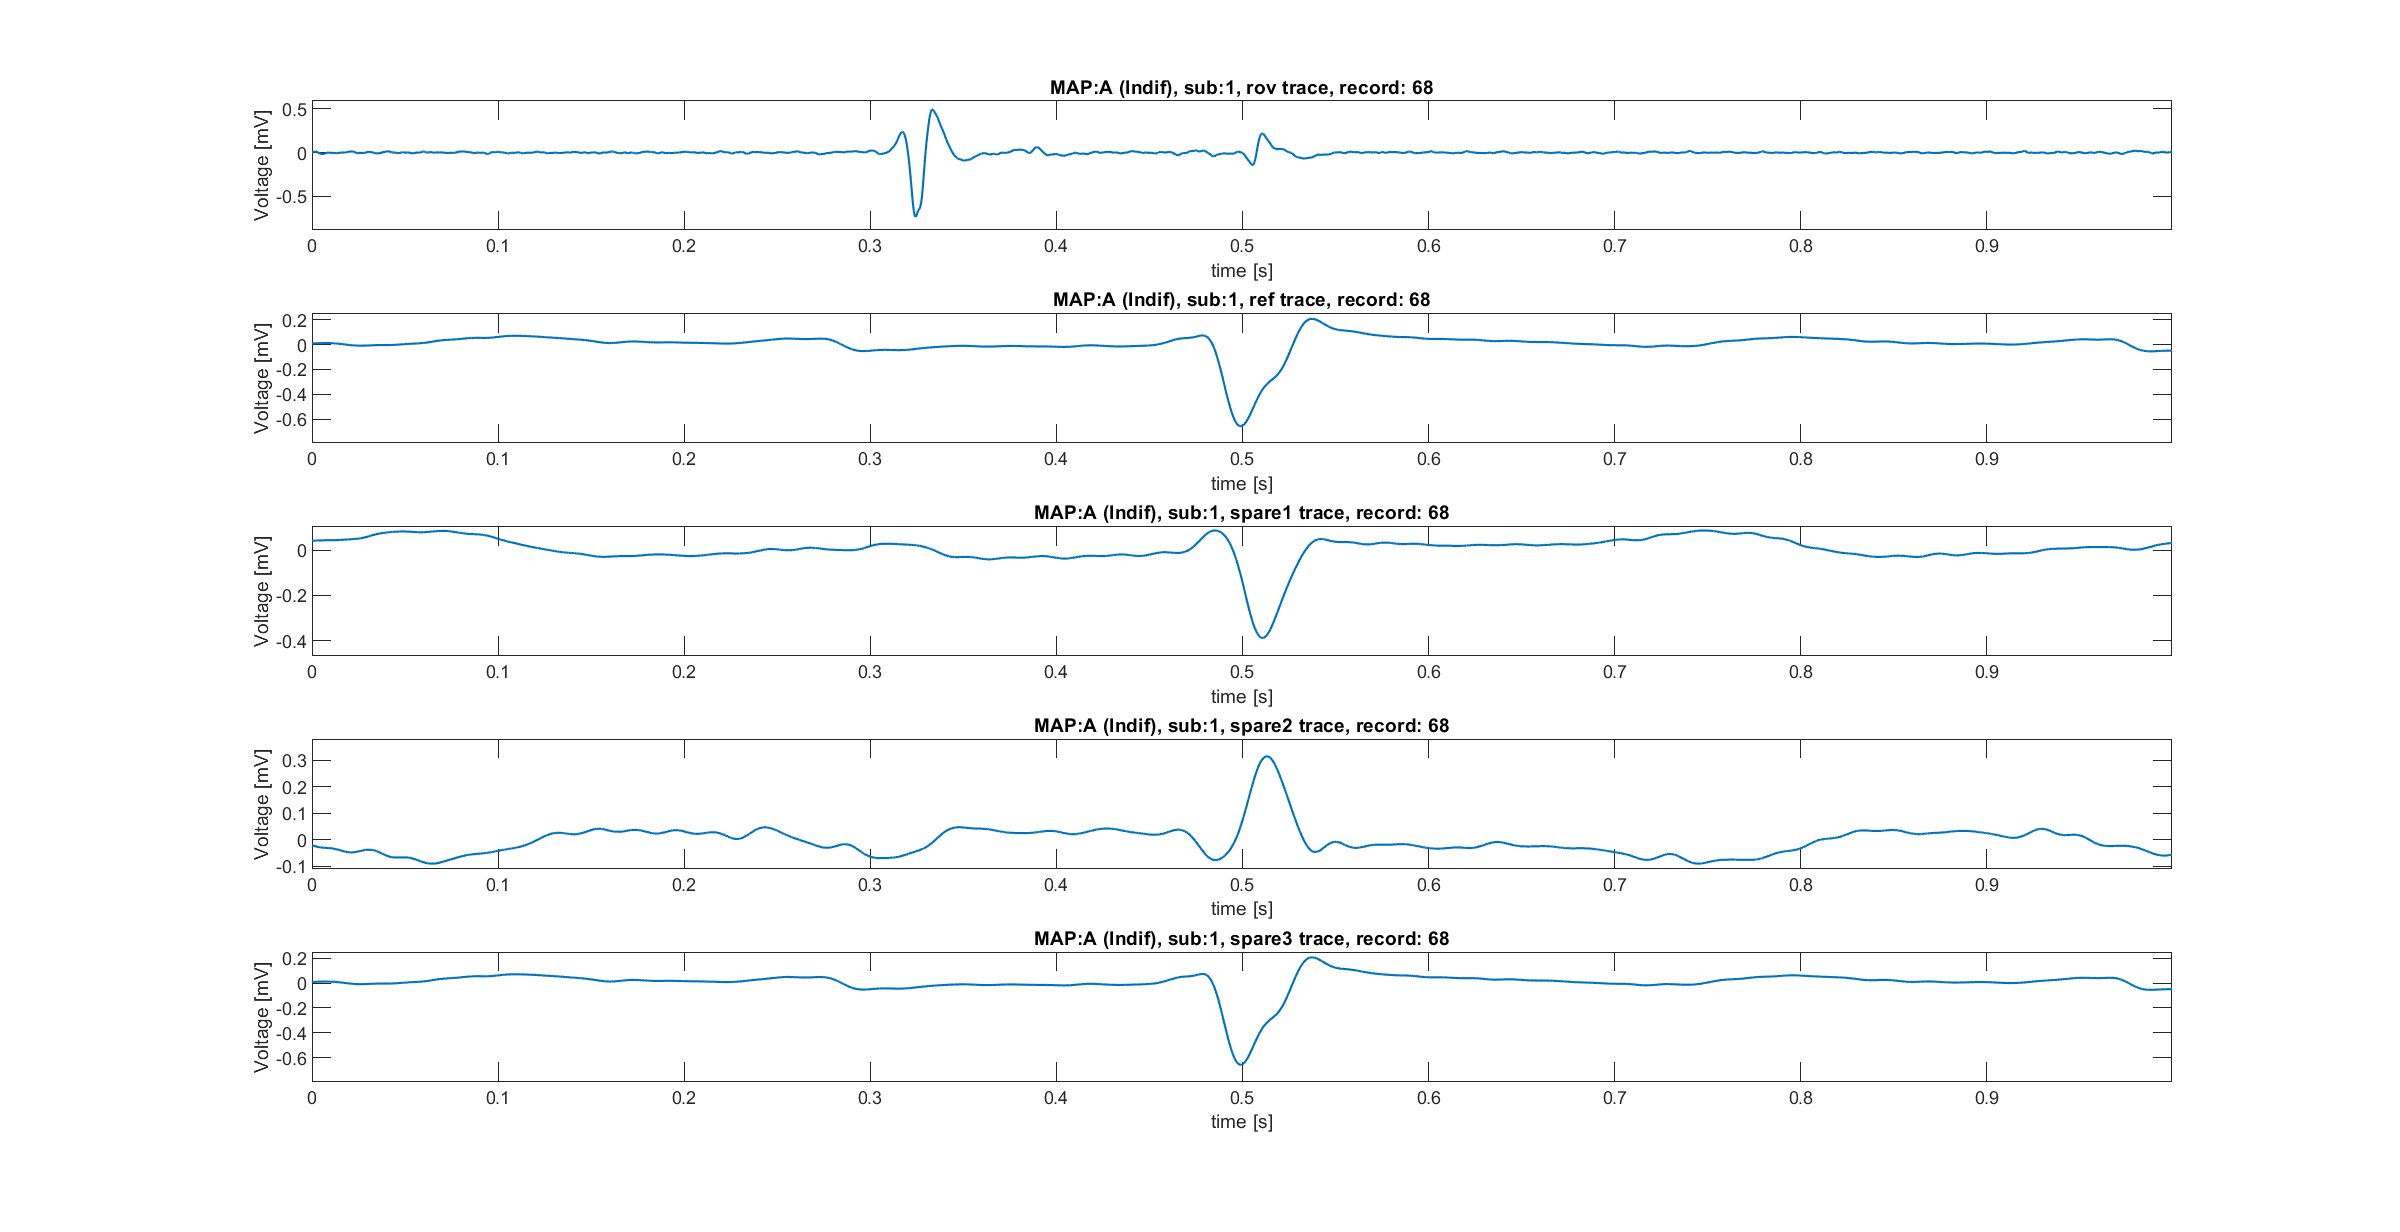 MAP:A (Indif), sub:1, rov trace, record: 68
Voltage [mV]
0.5
0
-0.5
0 0.1 0.2 0.3 0.4 0.5 0.6 0.7 0.8 0.9
time [s]
MAP:A (Indif), sub:1, ref trace, record: 68
Voltage [mV]
0.2
0
-0.2
-0.4
-0.6
0 0.1 0.2 0.3 0.4 0.5 0.6 0.7 0.8 0.9
time [s]
MAP:A (Indif), sub:1, spare1 trace, record: 68
Voltage [mV]
0
-0.2
-0.4
0 0.1 0.2 0.3 0.4 0.5 0.6 0.7 0.8 0.9
time [s]
MAP:A (Indif), sub:1, spare2 trace, record: 68
Voltage [mV]
0.3
0.2
0.1
0
-0.1
0 0.1 0.2 0.3 0.4 0.5 0.6 0.7 0.8 0.9
time [s]
MAP:A (Indif), sub:1, spare3 trace, record: 68
Voltage [mV]
0.2
0
-0.2
-0.4
-0.6
0 0.1 0.2 0.3 0.4 0.5 0.6 0.7 0.8 0.9
time [s]